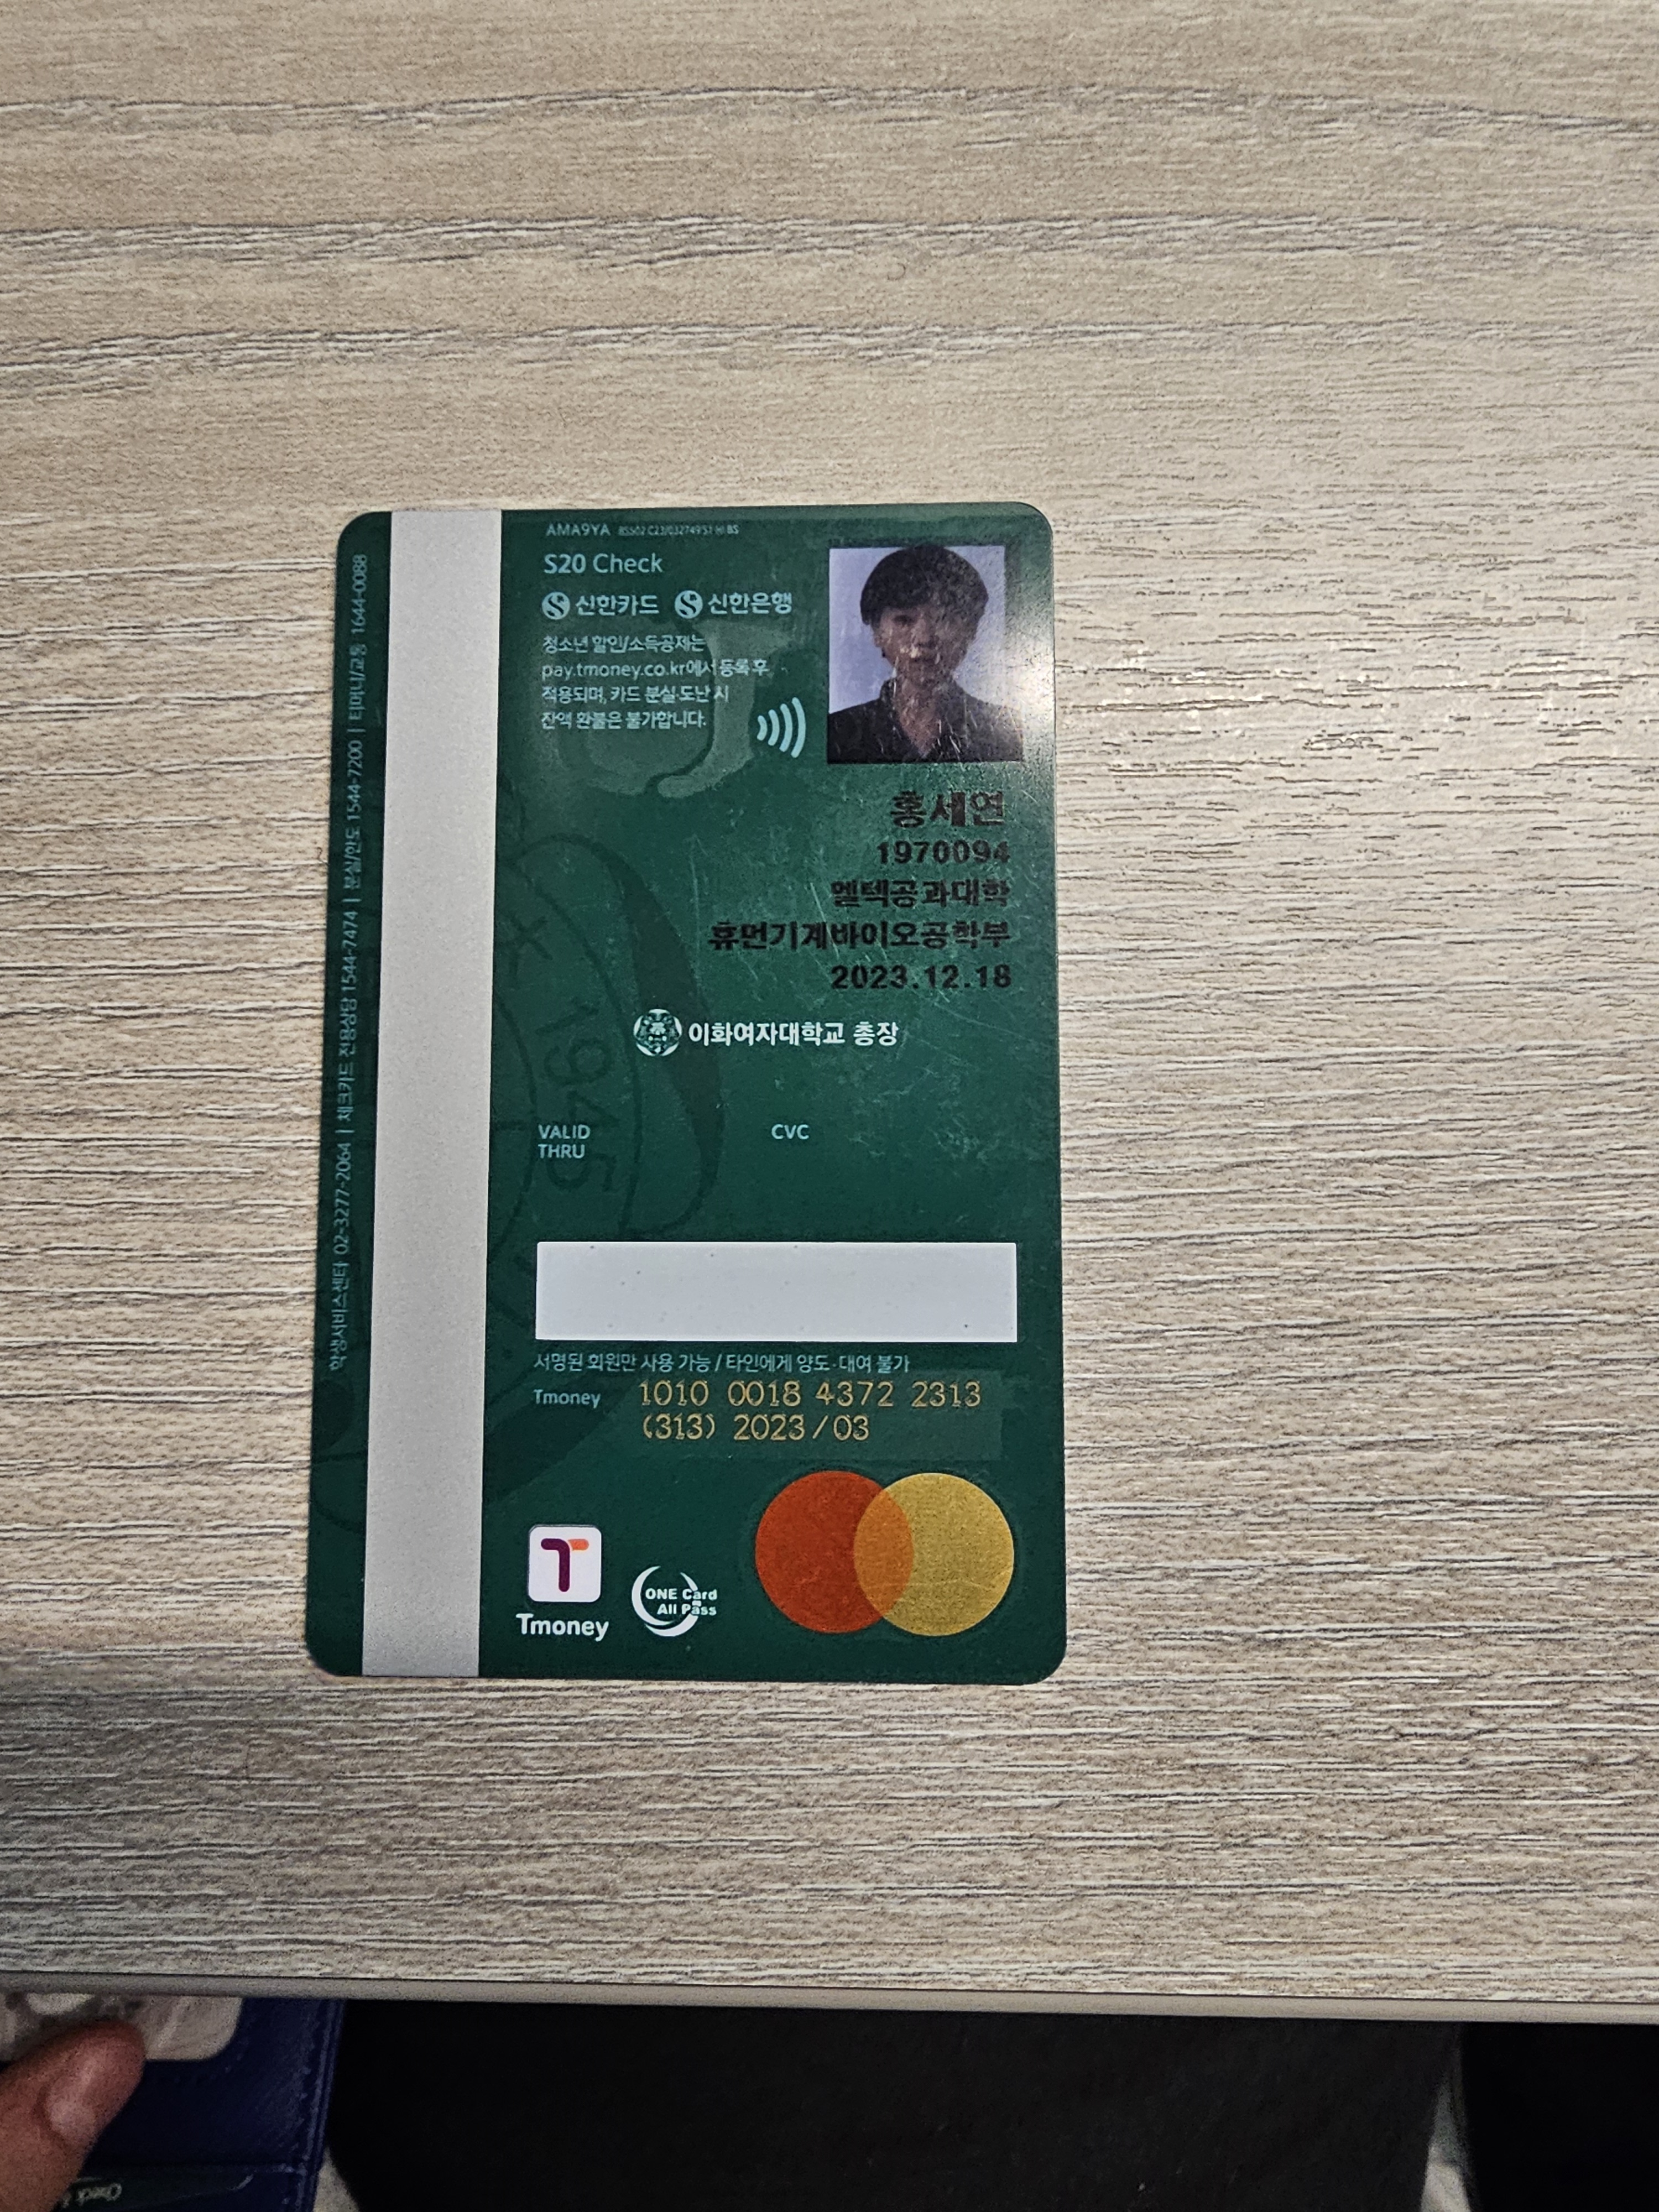 AMA9YA
S20 Check
신한카드 신한은행
청소년 할인/소득공제는
pay.tmoney.co.kr에서 등록 후
적용되며, 카드 분실·도난 시
잔액 환불은 불가합니다.
홍세연
1970094
엘텍공과대학
휴먼기계바이오공학부
2023.12.18
이화여자대학교 총장
1945
VALID
THRU
CVC
서명된 회원만 사용 가능 / 타인에게 양도·대여 불가
Tmoney 1010 0018 4372 2313
(313) 2023/03
T
Tmoney
ONE Card
All Pass
학생서비스센터 02-3277-2064 | 체크카드 전용상담 1544-7474 | 분실/한도 1544-7200 | 티머니/교통 1644-0088
Check